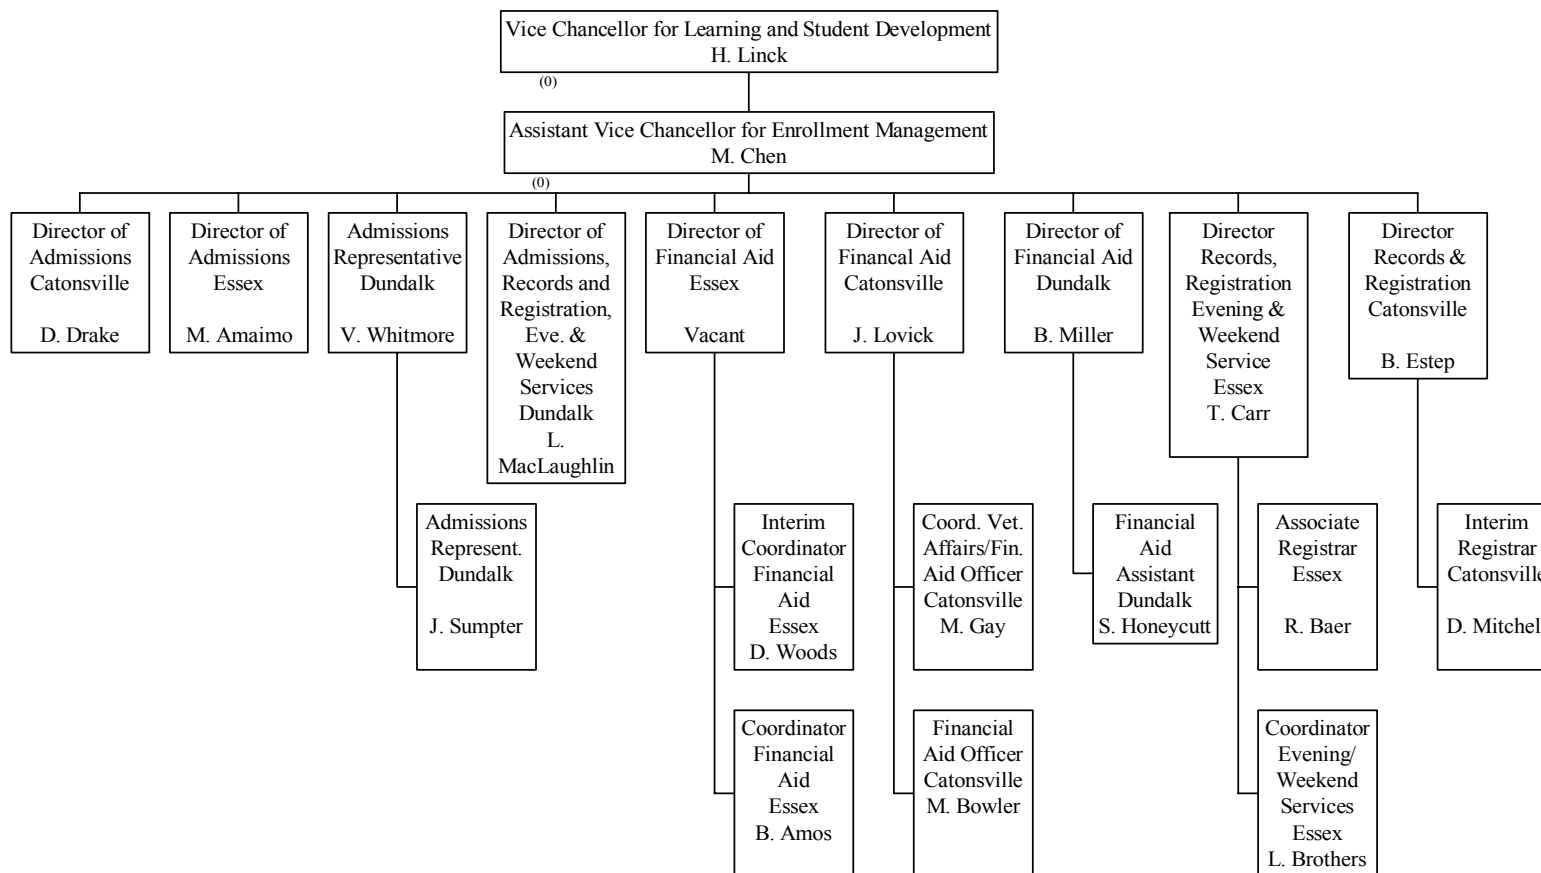 Vice Chancellor for Learning and Student Development
H. Linck
(0)
Assistant Vice Chancellor for Enrollment Management
M. Chen
(0)
Director of
Admissions
Catonsville
D. Drake
Director of
Admissions
Essex
M. Amaimo
Admissions
Representative
Dundalk
V. Whitmore
Director of
Admissions,
Records and
Registration,
Eve. &
Weekend
Services
Dundalk
L.
MacLaughlin
Director of
Financial Aid
Essex
Vacant
Director of
Financal Aid
Catonsville
J. Lovick
Director of
Financial Aid
Dundalk
B. Miller
Director
Records,
Registration
Evening &
Weekend
Service
Essex
T. Carr
Director
Records &
Registration
Catonsville
B. Estep
Admissions
Represent.
Dundalk
J. Sumpter
Interim
Coordinator
Financial
Aid
Essex
D. Woods
Coord. Vet.
Affairs/Fin.
Aid Officer
Catonsville
M. Gay
Financial
Aid
Assistant
Dundalk
S. Honeycutt
Associate
Registrar
Essex
R. Baer
Interim
Registrar
Catonsville
D. Mitchell
Coordinator
Financial
Aid
Essex
B. Amos
Financial
Aid Officer
Catonsville
M. Bowler
Coordinator
Evening/
Weekend
Services
Essex
L. Brothers